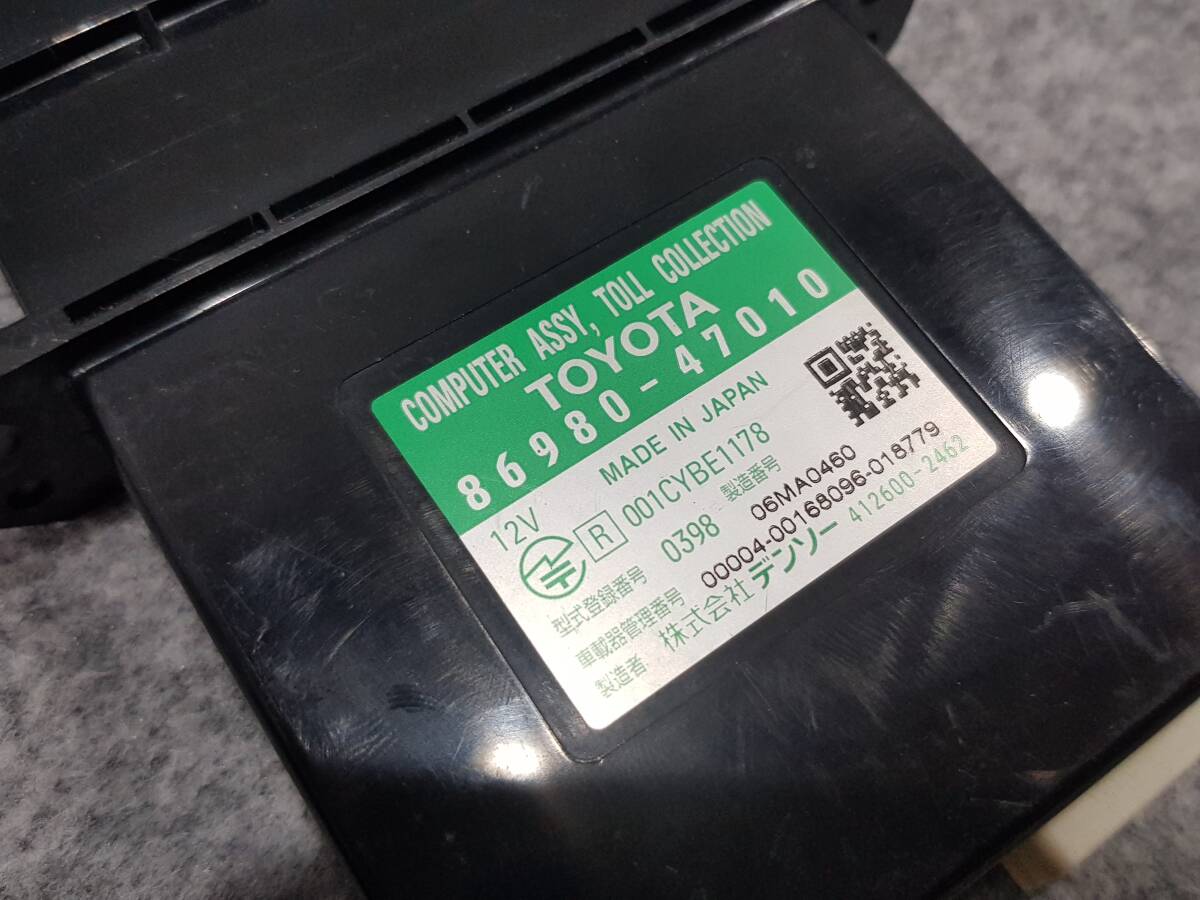 COMPUTER ASSY, TOLL COLLECTION
TOYOTA
86980-47010
MADE IN JAPAN
12V
R 001CYBE1178
型式登録番号 0398 製造番号 06MA0460
車載器管理番号 00004-00168096-018779
製造者 株式会社デンソー 412600-2462